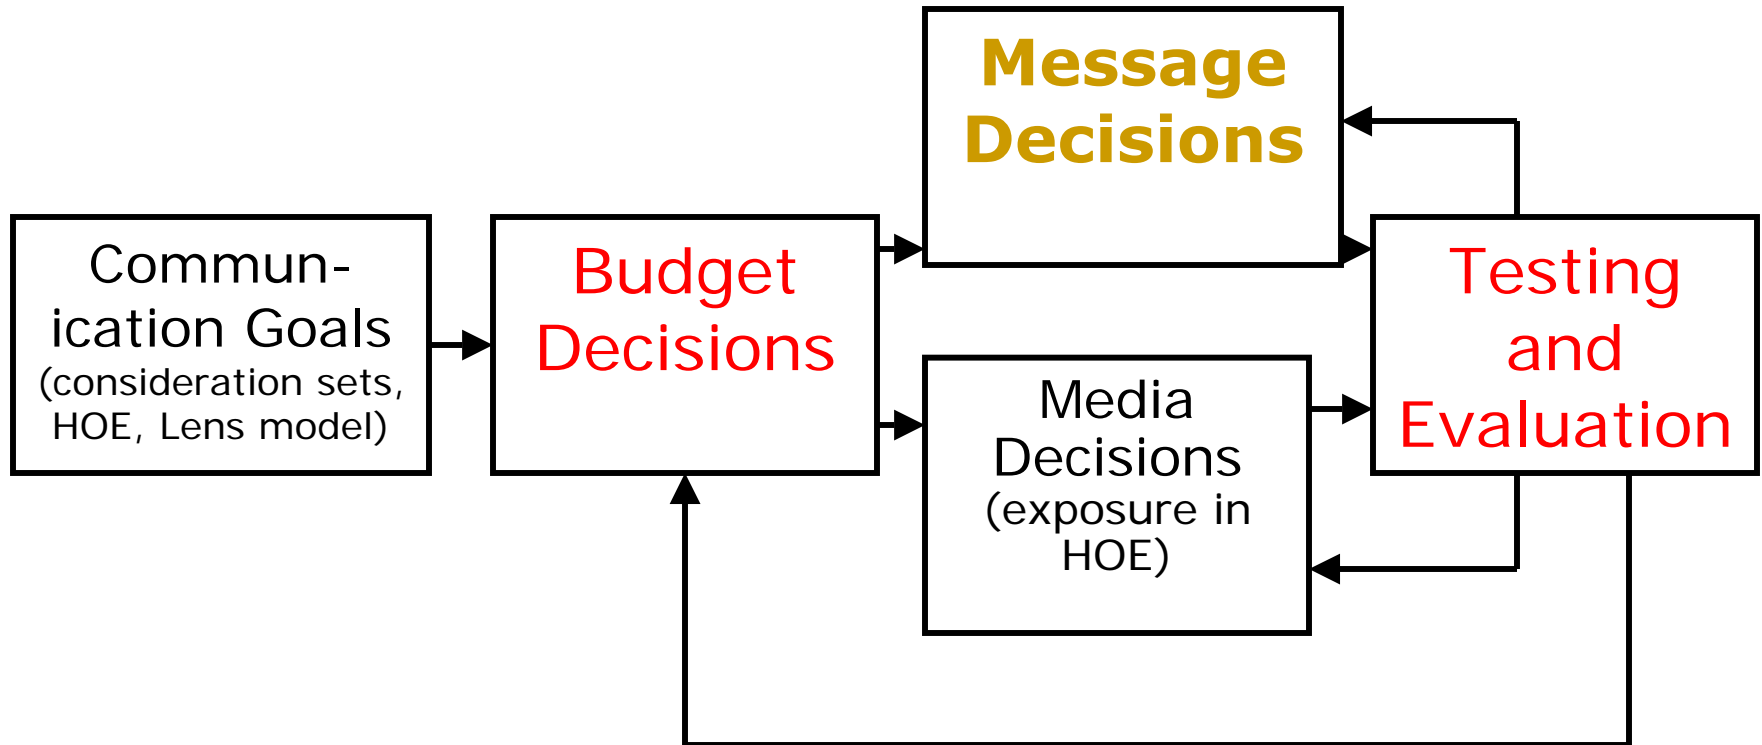 Commun-
ication Goals
(consideration sets,
HOE, Lens model)
Budget
Decisions
Message
Decisions
Media
Decisions
(exposure in
HOE)
Testing
and
Evaluation